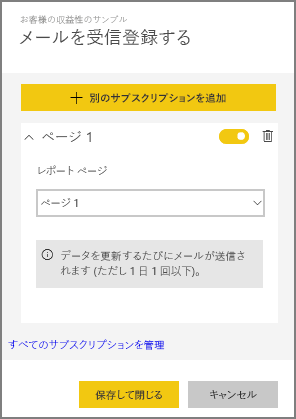 お客様の収益性のサンプル
メールを受信登録する
別のサブスクリプションを追加
ページ 1
レポート ページ
ページ 1
データを更新するたびにメールが送信さ
れます (ただし 1 日 1 回以下)。
すべてのサブスクリプションを管理
保存して閉じる
キャンセル